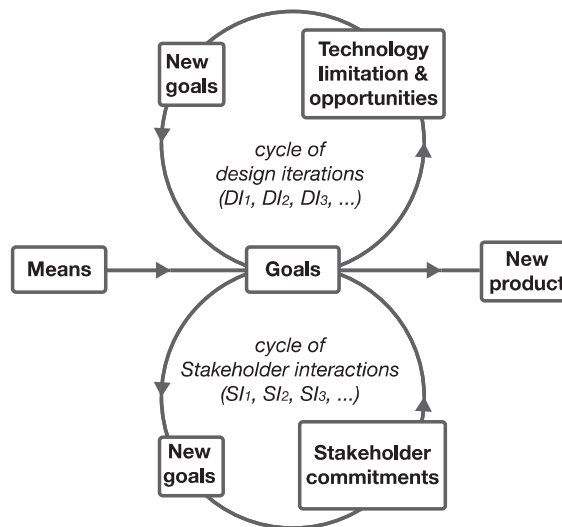 New
goals
Technology
limitation &
opportunities
cycle of
design iterations
(DI1, DI2, DI3, ...)
Means
Goals
New
product
cycle of
Stakeholder interactions
(SI1, SI2, SI3, ...)
New
goals
Stakeholder
commitments